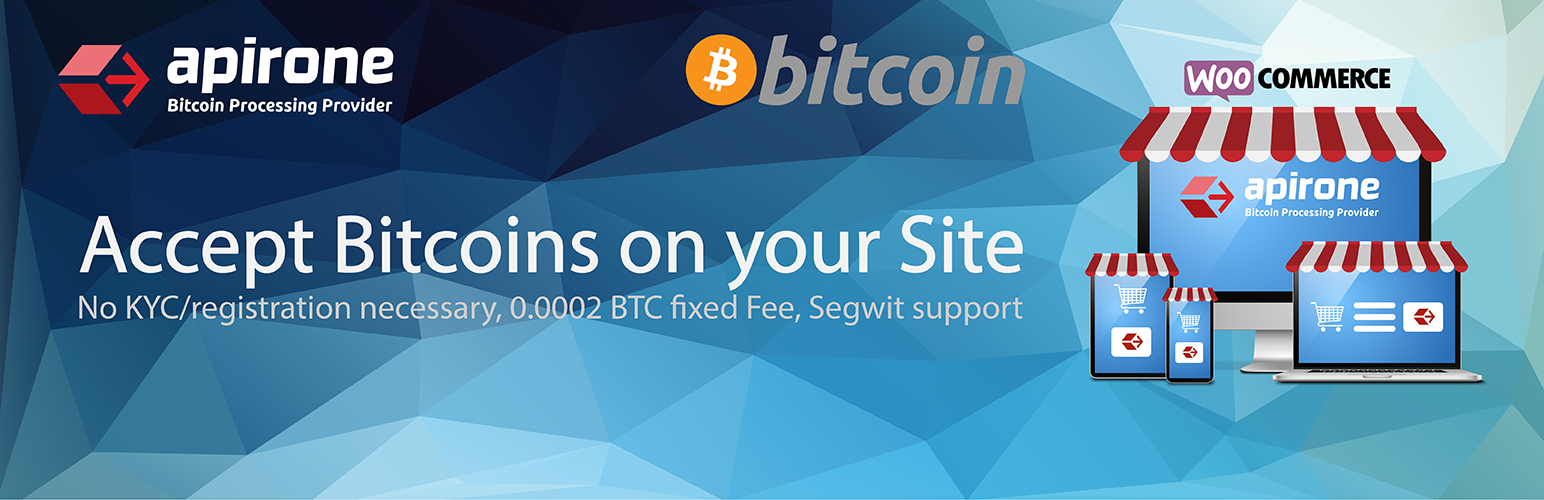 apirone
Bitcoin Processing Provider
bitcoin
WOO COMMERCE
apirone
Bitcoin Processing Provider
Accept Bitcoins on your Site
No KYC/registration necessary, 0.0002 BTC fixed Fee, Segwit support